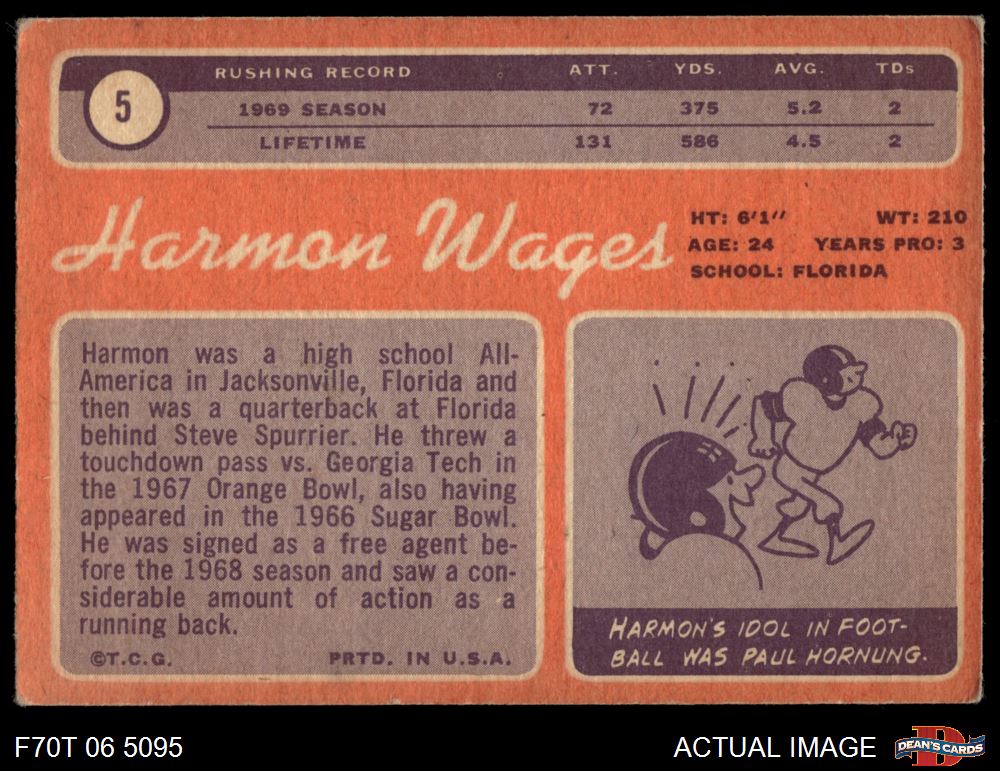 5
RUSHING RECORD ATT. YDS. AVG. TDs
1969 SEASON 72 375 5.2 2
LIFETIME 131 586 4.5 2
Harmon Wages
HT: 6'1" WT: 210
AGE: 24 YEARS PRO: 3
SCHOOL: FLORIDA
Harmon was a high school All-
America in Jacksonville, Florida and
then was a quarterback at Florida
behind Steve Spurrier. He threw a
touchdown pass vs. Georgia Tech in
the 1967 Orange Bowl, also having
appeared in the 1966 Sugar Bowl.
He was signed as a free agent be-
fore the 1968 season and saw a con-
siderable amount of action as a
running back.
©T.C.G. PRTD. IN U.S.A.
HARMON'S IDOL IN FOOT-
BALL WAS PAUL HORNUNG.
F70T 06 5095
ACTUAL IMAGE
D
DEAN'S CARDS